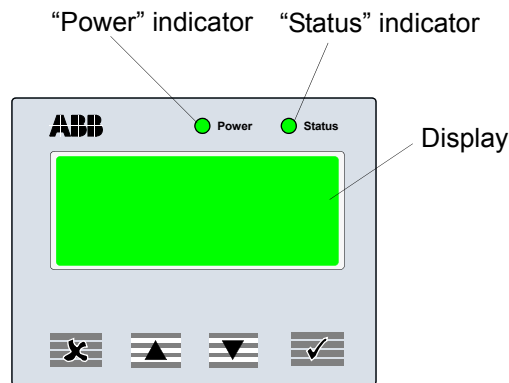 “Power” indicator “Status” indicator
ABB Power Status
Display